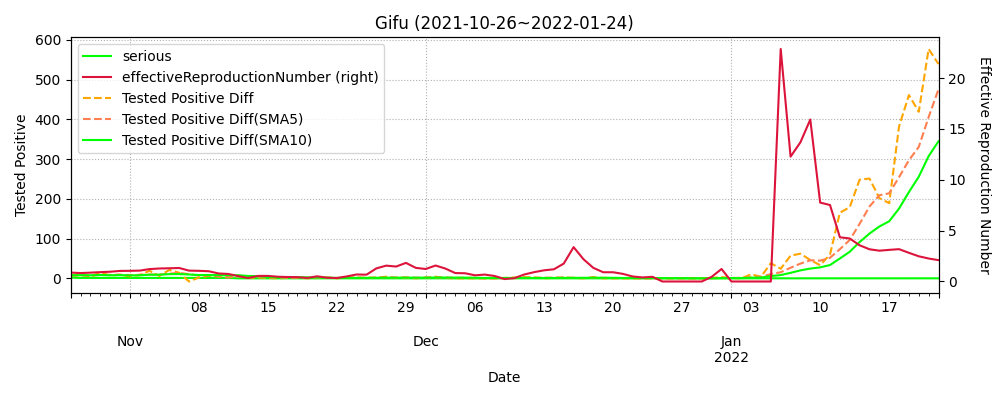 Gifu (2021-10-26~2022-01-24)
serious
effectiveReproductionNumber (right)
Tested Positive Diff
Tested Positive Diff(SMA5)
Tested Positive Diff(SMA10)
Tested Positive
600
500
400
300
200
100
0
Effective Reproduction Number
20
15
10
5
0
08 15 22 29 06 13 20 27 03 10 17
Nov Dec Jan
2022
Date